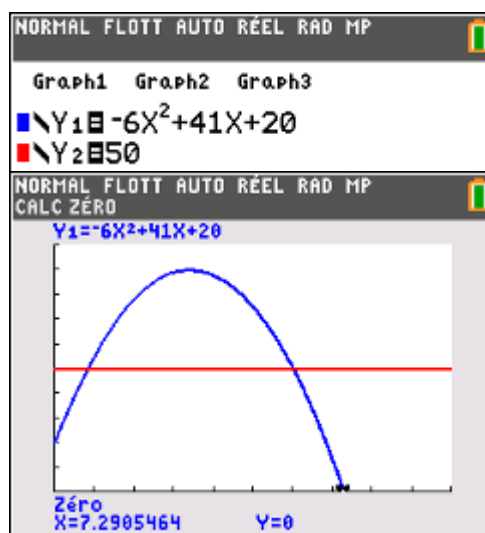 NORMAL FLOTT AUTO RÉEL RAD MP
Graph1 Graph2 Graph3
\Y₁=-6X²+41X+20
\Y₂=50
NORMAL FLOTT AUTO RÉEL RAD MP
CALC ZÉRO
Y₁=-6X²+41X+20
Zéro
X=7.2905464 Y=0